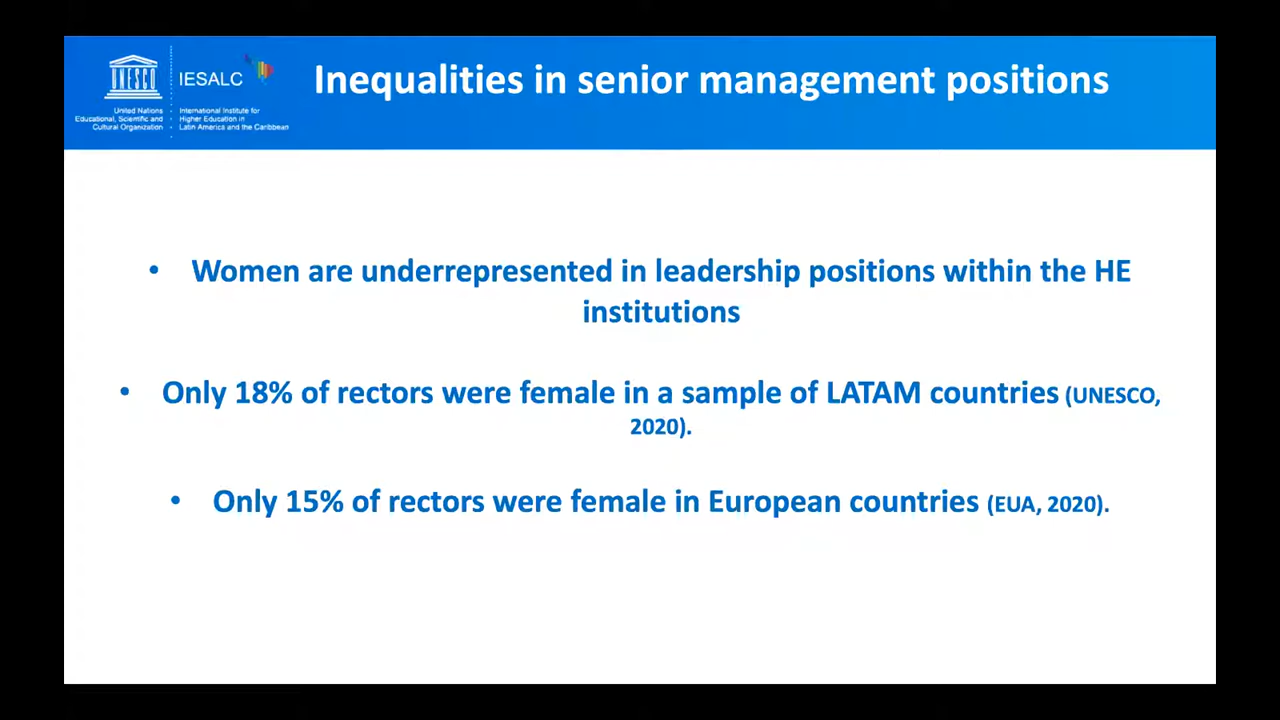 UNESCO
United Nations
Educational, Scientific and
Cultural Organization
IESALC
International Institute for
Higher Education in
Latin America and the Caribbean
Inequalities in senior management positions
• Women are underrepresented in leadership positions within the HE
institutions
• Only 18% of rectors were female in a sample of LATAM countries (UNESCO,
2020).
• Only 15% of rectors were female in European countries (EUA, 2020).